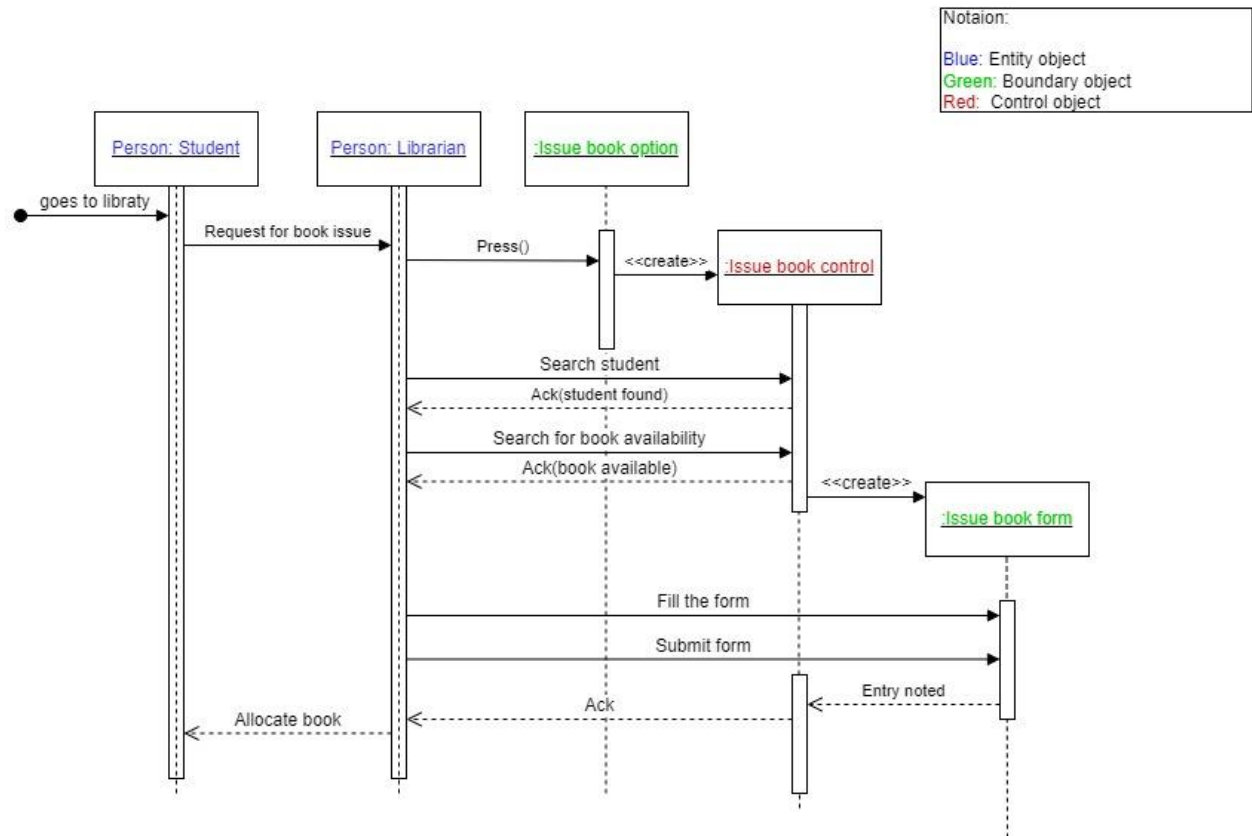 Notaion:
Blue: Entity object
Green: Boundary object
Red: Control object
Person: Student
Person: Librarian
:Issue book option
goes to libraty
Request for book issue
Press()
<<create>>
:Issue book control
Search student
Ack(student found)
Search for book availability
Ack(book available)
<<create>>
:Issue book form
Fill the form
Submit form
Entry noted
Ack
Allocate book